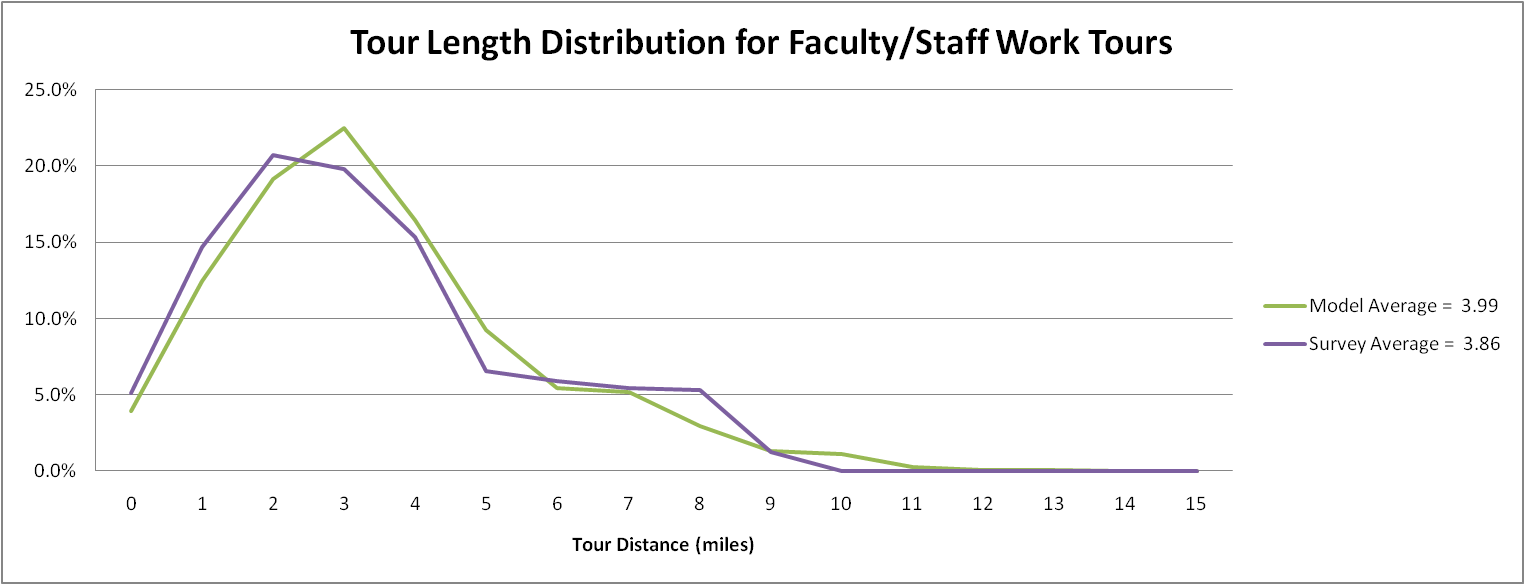 Tour Length Distribution for Faculty/Staff Work Tours
25.0%
20.0%
15.0%
10.0%
5.0%
0.0%
0 1 2 3 4 5 6 7 8 9 10 11 12 13 14 15
Tour Distance (miles)
Model Average = 3.99
Survey Average = 3.86